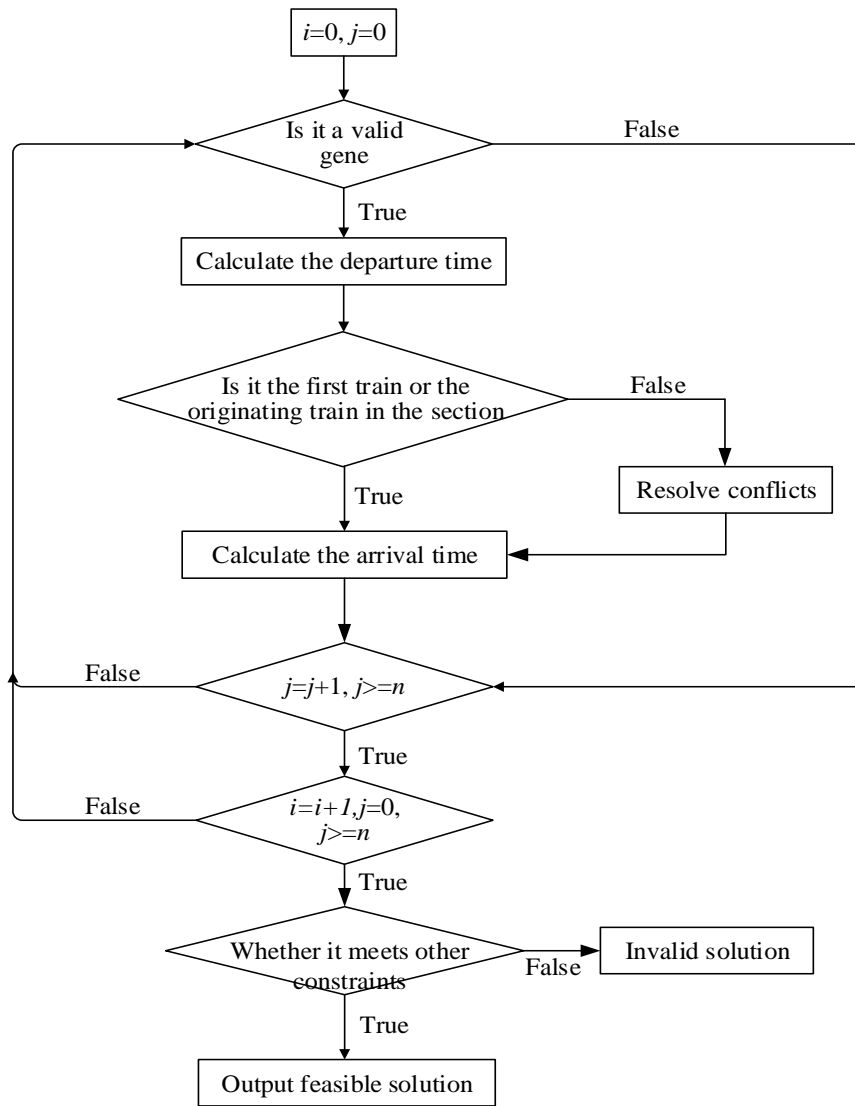 i=0, j=0
Is it a valid
gene
False
True
Calculate the departure time
Is it the first train or the
originating train in the section
False
True
Resolve conflicts
Calculate the arrival time
False
j=j+1, j>=n
True
False
i=i+1,j=0,
j>=n
True
Whether it meets other
constraints
False
Invalid solution
True
Output feasible solution